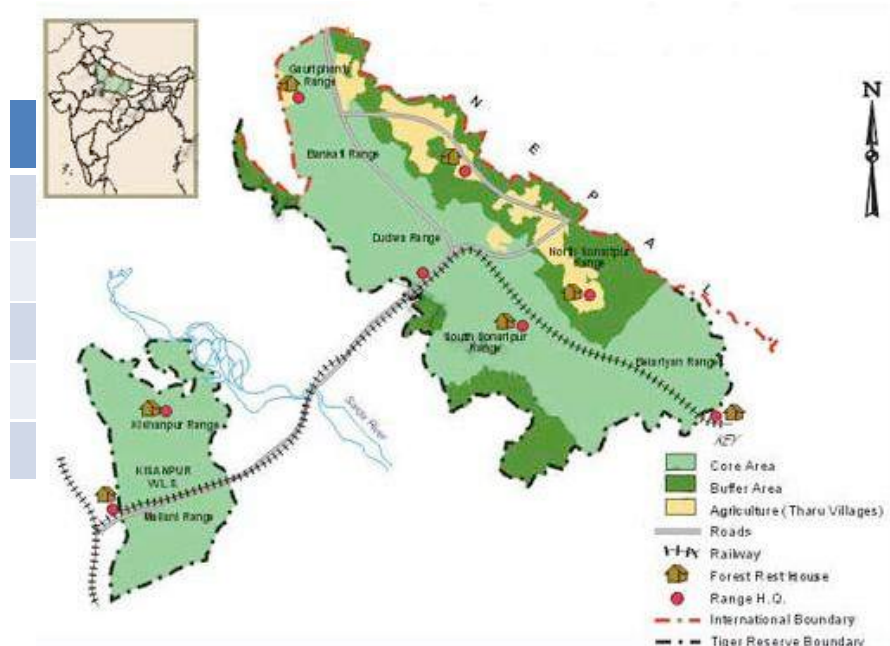 Gauriphanta
Range
N
N
E
P
A
L
Bankati Range
Dudwa Range
North Sonaripur
Range
South Sonaripur
Range
Belariyan Range
Sarda River
Kishanpur Range
KISANPUR
W.L.S
Mailani Range
KEY
Core Area
Buffer Area
Agriculture (Tharu Villages)
Roads
Railway
Forest Rest House
Range H.Q.
International Boundary
Tiger Reserve Boundary